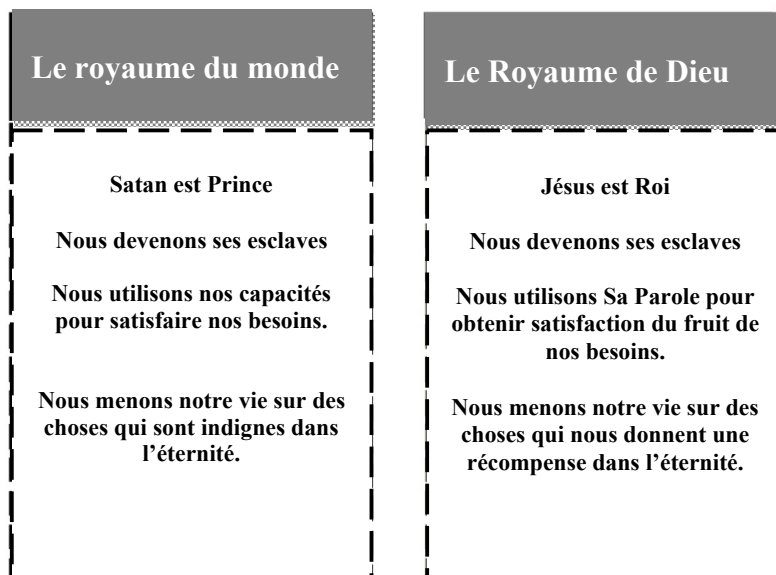 Le royaume du monde
Satan est Prince
Nous devenons ses esclaves
Nous utilisons nos capacités
pour satisfaire nos besoins.
Nous menons notre vie sur des
choses qui sont indignes dans
l’éternité.
Le Royaume de Dieu
Jésus est Roi
Nous devenons ses esclaves
Nous utilisons Sa Parole pour
obtenir satisfaction du fruit de
nos besoins.
Nous menons notre vie sur des
choses qui nous donnent une
récompense dans l’éternité.